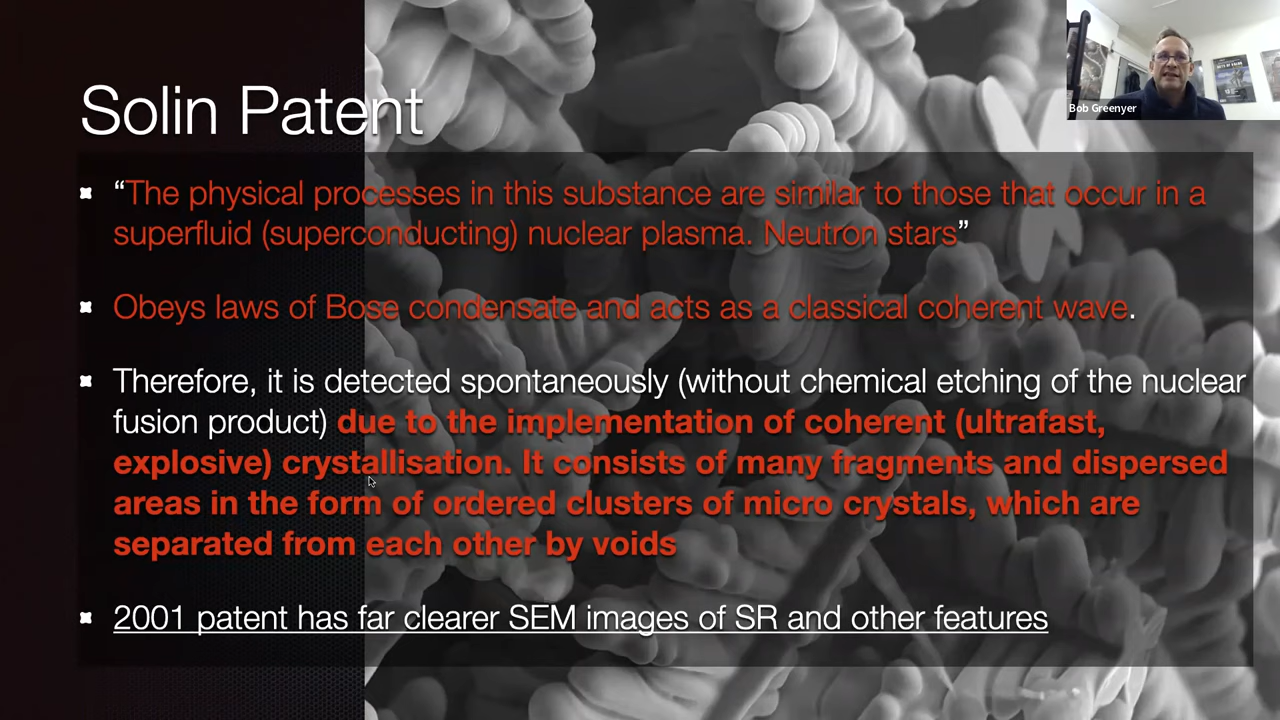 Solin Patent
Bob Greenyer
“The physical processes in this substance are similar to those that occur in a
superfluid (superconducting) nuclear plasma. Neutron stars”
Obeys laws of Bose condensate and acts as a classical coherent wave.
Therefore, it is detected spontaneously (without chemical etching of the nuclear
fusion product) due to the implementation of coherent (ultrafast,
explosive) crystallisation. It consists of many fragments and dispersed
areas in the form of ordered clusters of micro crystals, which are
separated from each other by voids
2001 patent has far clearer SEM images of SR and other features